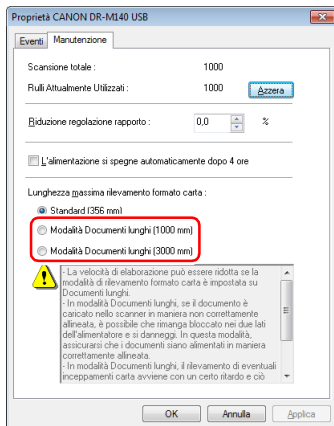 Proprietà CANON DR-M140 USB
Eventi Manutenzione
Scansione totale : 1000
Rulli Attualmente Utilizzati : 1000 Azzera
Riduzione regolazione rapporto : 0,0 %
L'alimentazione si spegne automaticamente dopo 4 ore
Lunghezza massima rilevamento formato carta :
Standard (356 mm)
Modalità Documenti lunghi (1000 mm)
Modalità Documenti lunghi (3000 mm)
- La velocità di elaborazione può essere ridotta se la
modalità di rilevamento formato carta è impostata su
Documenti lunghi.
- In modalità Documenti lunghi, se il documento è
caricato nello scanner in maniera non correttamente
allineata, è possibile che rimanga bloccato nei due lati
dell'alimentatore e si danneggi. In questa modalità,
assicurarsi che i documenti siano alimentati in maniera
correttamente allineata.
- In modalità Documenti lunghi, il rilevamento di eventuali
inceppamenti carta avviene con un certo ritardo e ciò
OK Annulla Applica